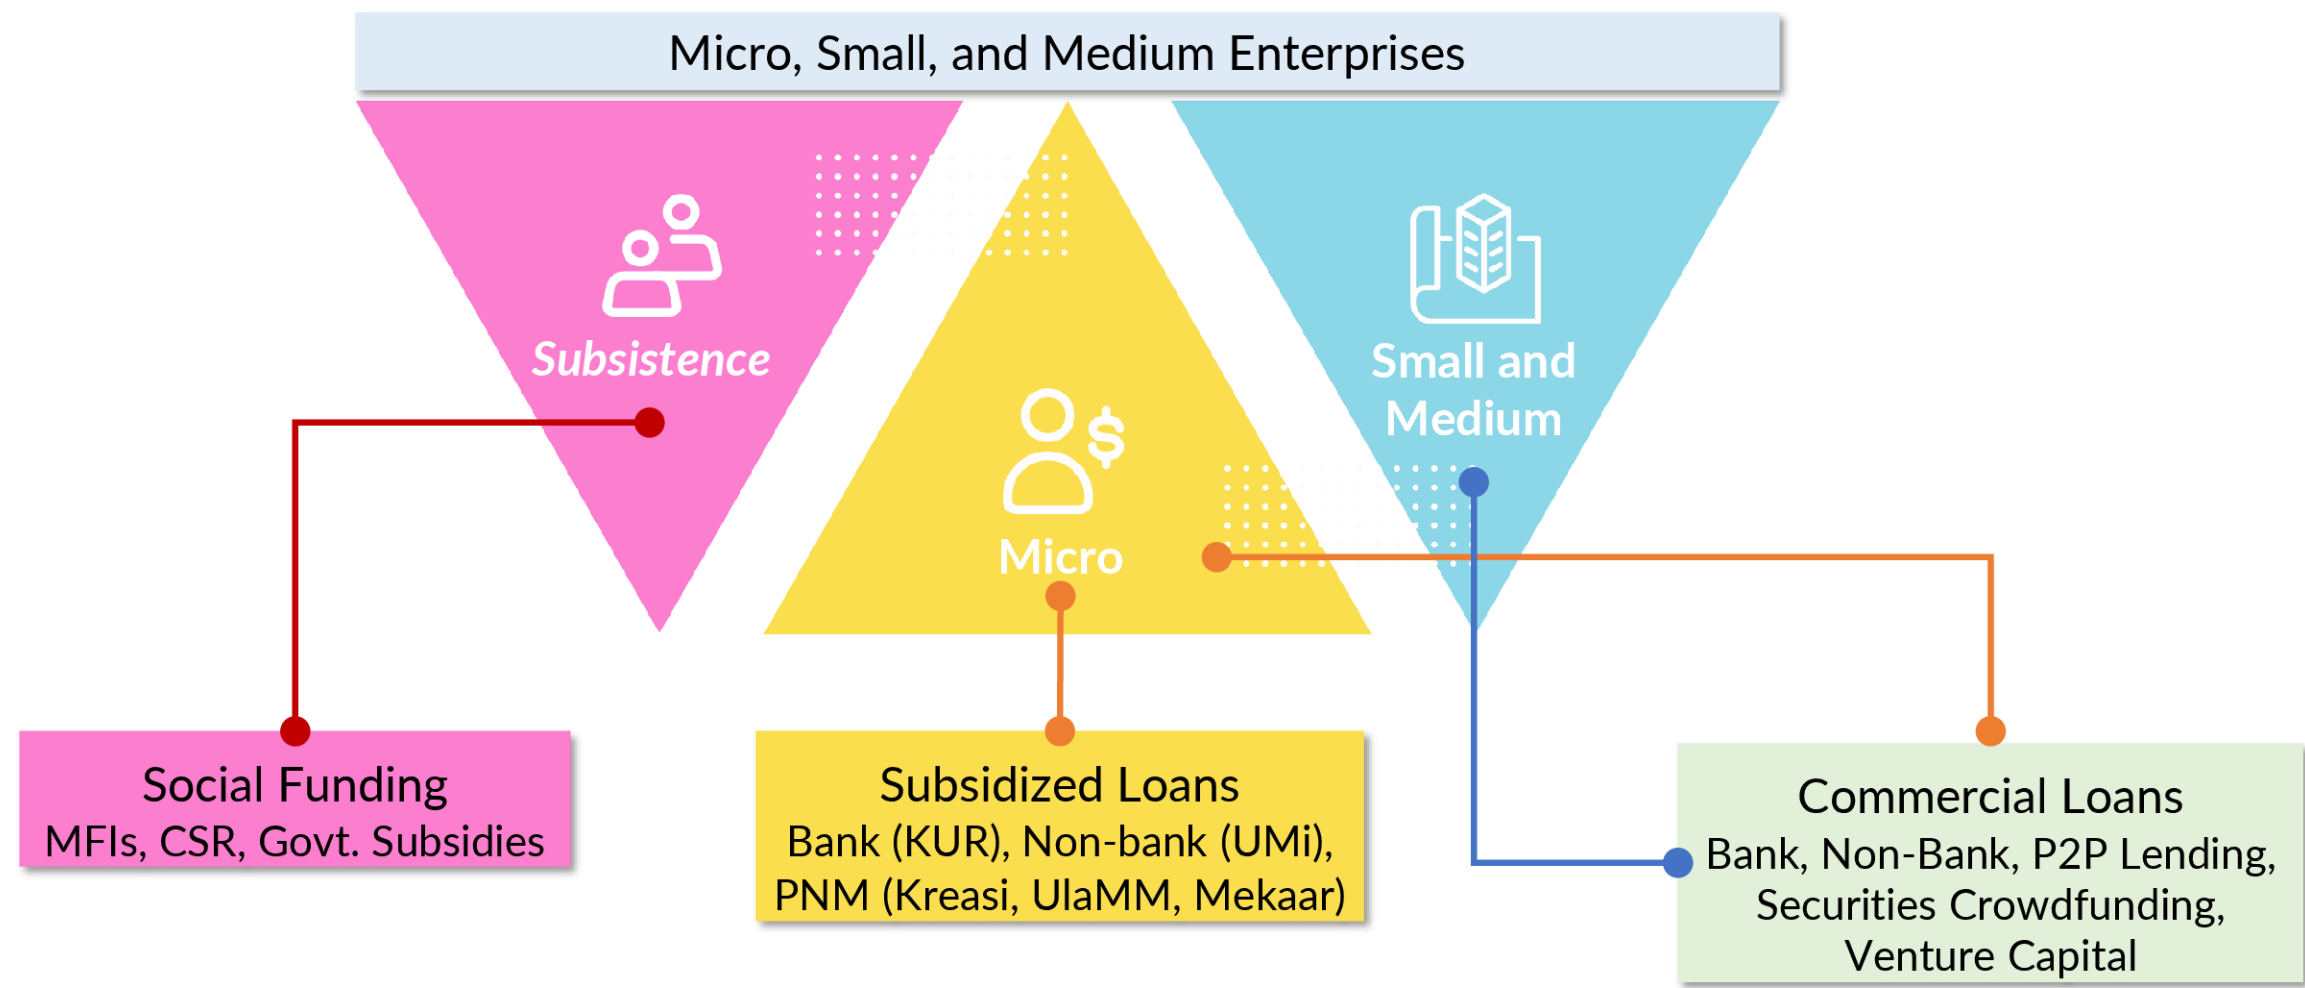 Micro, Small, and Medium Enterprises
Subsistence
Micro
$
Small and
Medium
Social Funding
MFIs, CSR, Govt. Subsidies
Subsidized Loans
Bank (KUR), Non-bank (UMi),
PNM (Kreasi, UlaMM, Mekaar)
Commercial Loans
Bank, Non-Bank, P2P Lending,
Securities Crowdfunding,
Venture Capital